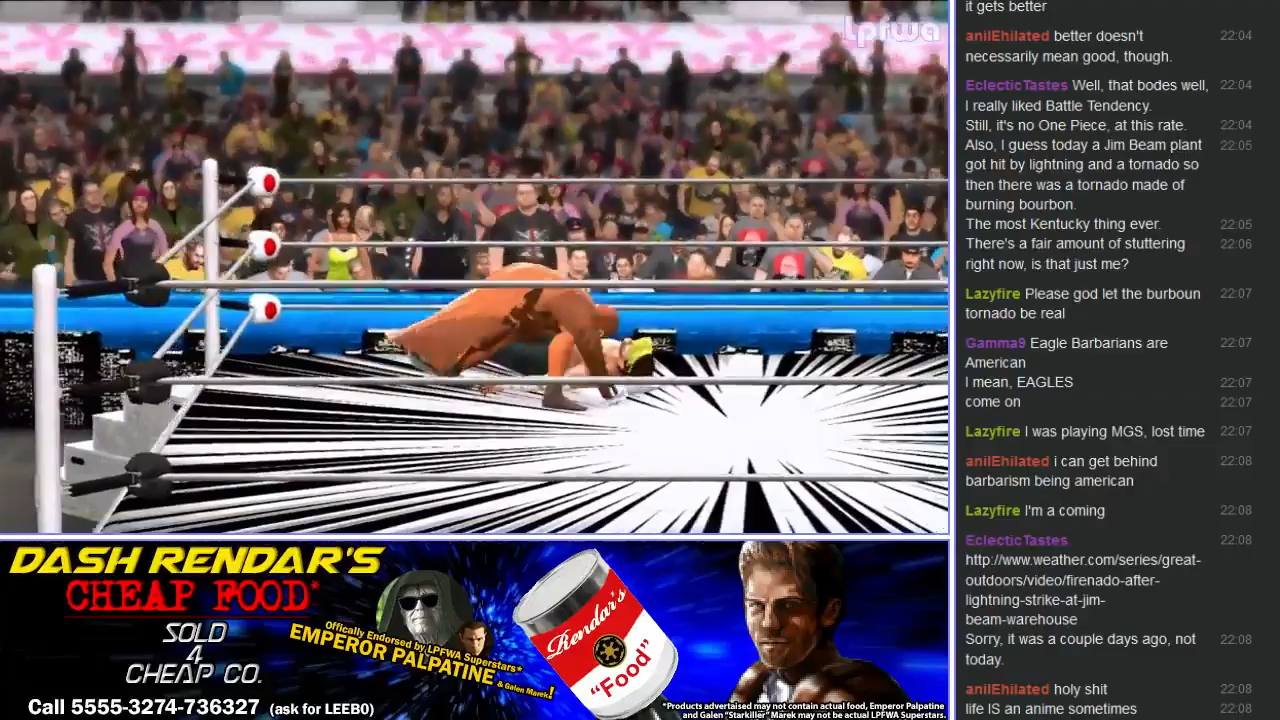 Lpfwa
DASH RENDAR'S
CHEAP FOOD*
SOLD
4
CHEAP CO.
Call 5555-3274-736327 (ask for LEEB0)
Offically Endorsed by LPFWA Superstars*
EMPEROR PALPATINE
& Galen Marek!
Rendar's
"Food"
*Products advertaised may not contain actual food, Emperor Palpatine
and Galen "Starkiller" Marek may not be actual LPFWA Superstars.
it gets better
anilEhilated better doesn't 22:04
necessarily mean good, though.
EclecticTastes Well, that bodes well, 22:04
I really liked Battle Tendency.
Still, it's no One Piece, at this rate. 22:04
Also, I guess today a Jim Beam plant 22:05
got hit by lightning and a tornado so
then there was a tornado made of
burning bourbon.
The most Kentucky thing ever. 22:05
There's a fair amount of stuttering 22:06
right now, is that just me?
Lazyfire Please god let the burboun 22:07
tornado be real
Gamma9 Eagle Barbarians are 22:07
American
I mean, EAGLES 22:07
come on 22:07
Lazyfire I was playing MGS, lost time 22:07
anilEhilated i can get behind 22:08
barbarism being american
Lazyfire I'm a coming 22:08
EclecticTastes 22:08
http://www.weather.com/series/great-
outdoors/video/firenado-after-
lightning-strike-at-jim-
beam-warehouse
Sorry, it was a couple days ago, not 22:08
today.
anilEhilated holy shit 22:08
life IS an anime sometimes 22:08